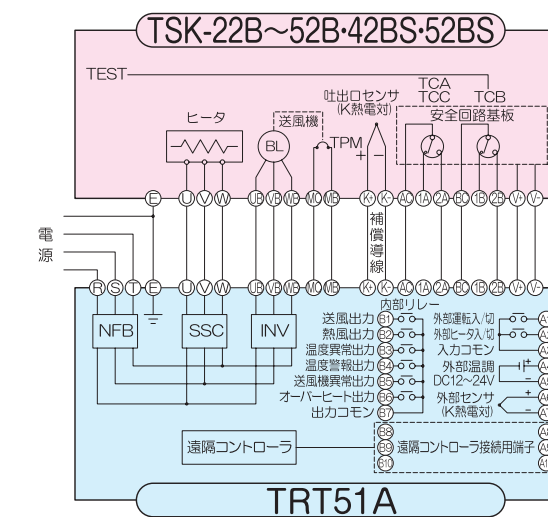 TSK-22B～52B・42BS・52BS
TEST
ヒータ
送風機
BL
TPM
吐出口センサ
(K熱電対)
+ −
TCA
TCC
TCB
安全回路基板
E U V W UB VB WB MC MB K+ K- AC 1A 2A BC 1B 2B V+ V-
電
源
補
償
導
線
R S T E U V W UB VB WB MC MB K+ K- AC 1A 2A BC 1B 2B V+ V-
NFB
SSC
INV
内部リレー
送風出力 B1
熱風出力 B2
温度異常出力 B3
温度警報出力 B4
送風機異常出力 B5
オーバーヒート出力 B6
出力コモン B7
B8
B9
B10
外部運転入/切 A1
外部ヒータ入/切 A2
入力コモン A3
外部温調 + A4
DC12～24V − A5
外部センサ + A6
(K熱電対) − A7
遠隔コントローラ
遠隔コントローラ接続用端子
TRT51A